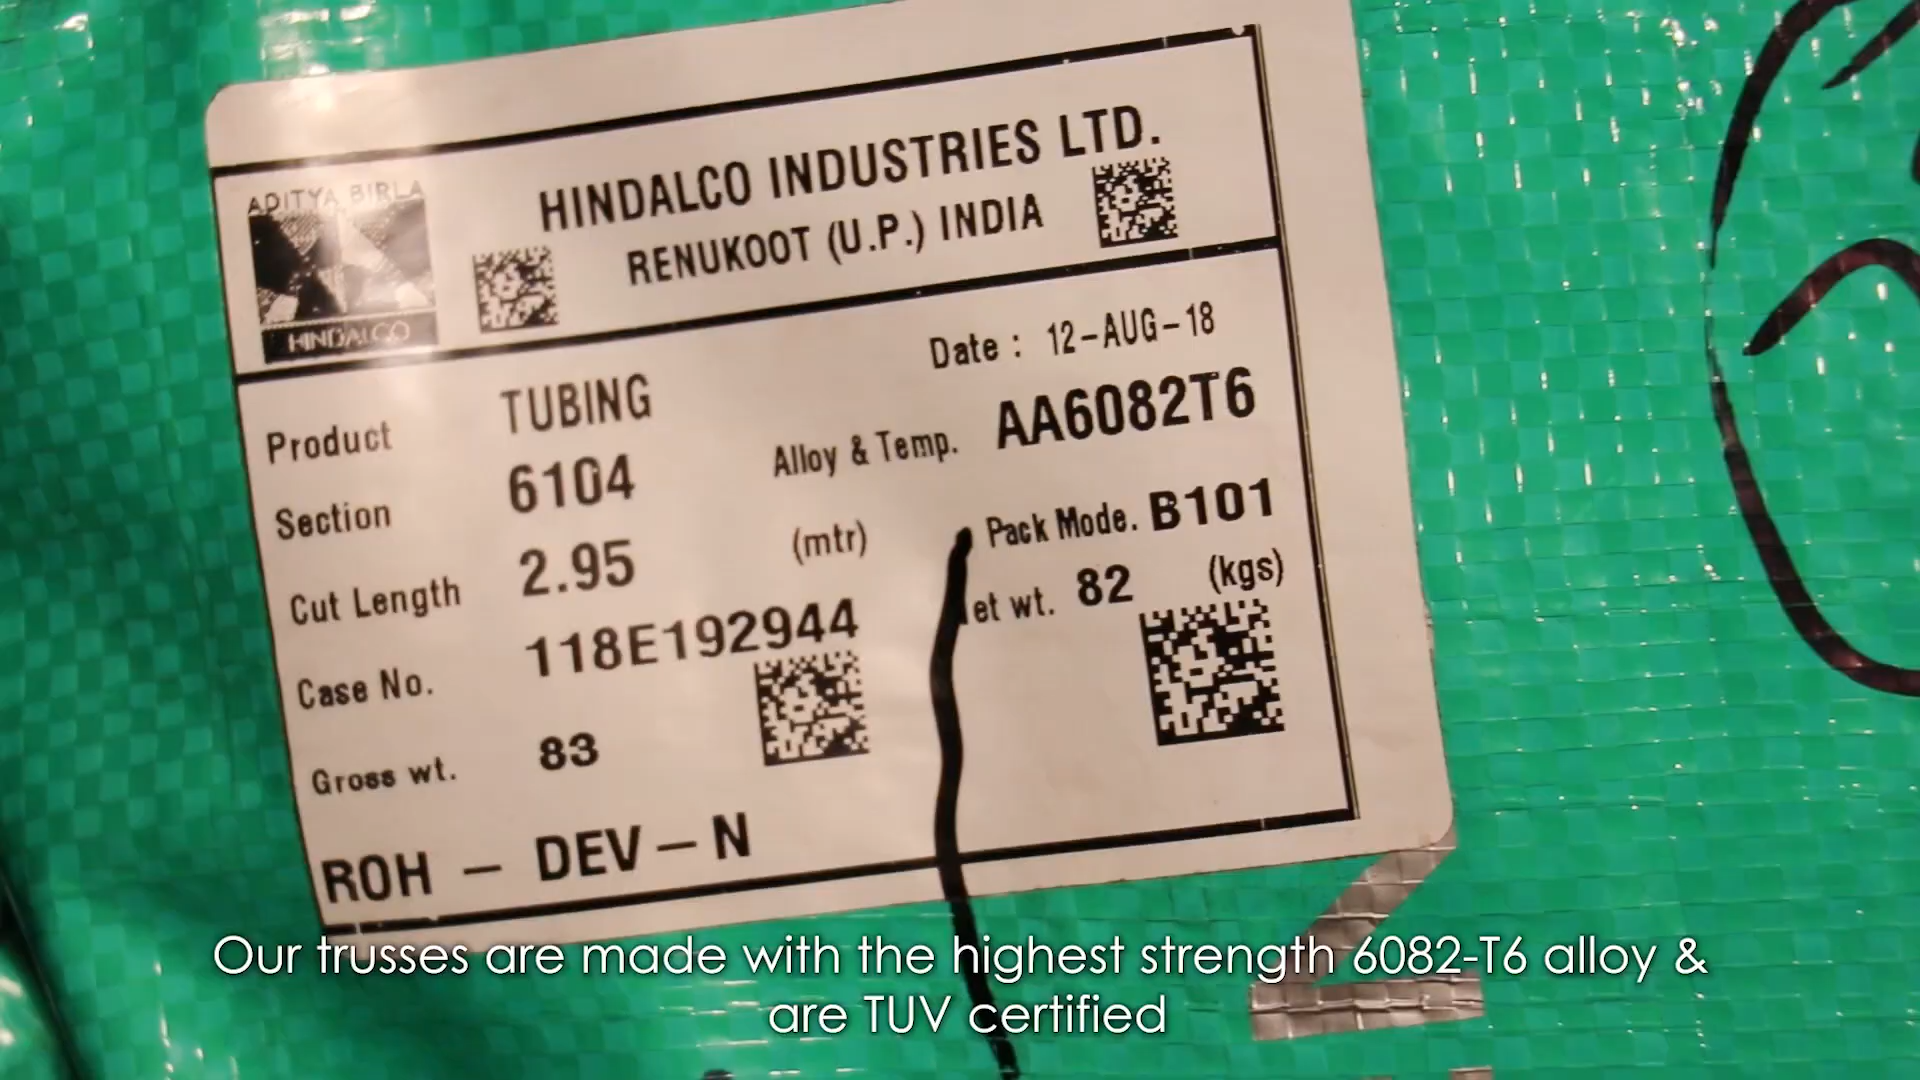 ADITYA BIRLA
HINDALCO
HINDALCO INDUSTRIES LTD.
RENUKOOT (U.P.) INDIA
Date : 12-AUG-18
Product TUBING
Alloy & Temp. AA6082T6
Section 6104
Pack Mode. B101
Cut Length 2.95 (mtr)
et wt. 82 (kgs)
Case No. 118E192944
Gross wt. 83
ROH - DEV - N
Our trusses are made with the highest strength 6082-T6 alloy &
are TUV certified